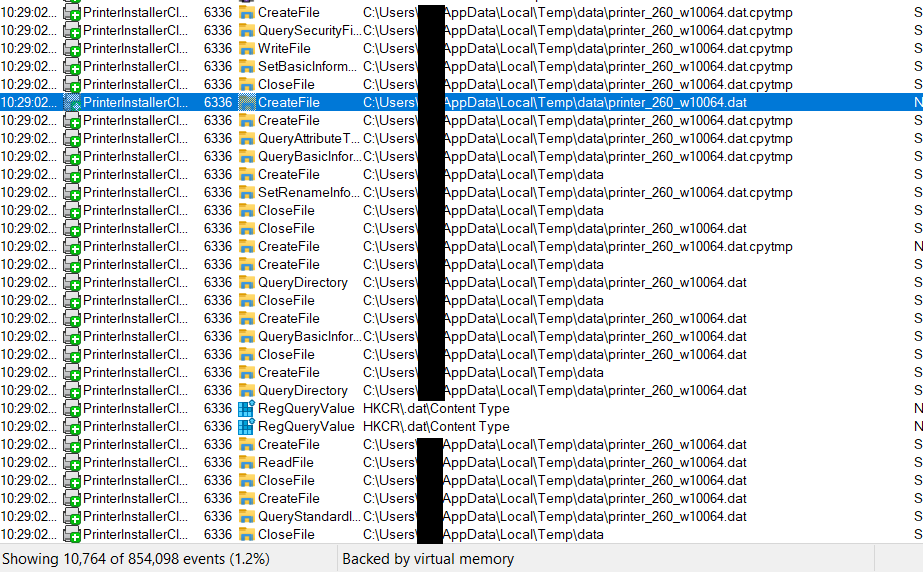 10:29:02... PrinterInstallerCl... 6336 CreateFile C:\Users\ AppData\Local\Temp\data\printer_260_w10064.dat.cpytmp S
10:29:02... PrinterInstallerCl... 6336 QuerySecurityFi... C:\Users\ AppData\Local\Temp\data\printer_260_w10064.dat.cpytmp S
10:29:02... PrinterInstallerCl... 6336 WriteFile C:\Users\ AppData\Local\Temp\data\printer_260_w10064.dat.cpytmp S
10:29:02... PrinterInstallerCl... 6336 SetBasicInform... C:\Users\ AppData\Local\Temp\data\printer_260_w10064.dat.cpytmp S
10:29:02... PrinterInstallerCl... 6336 CloseFile C:\Users\ AppData\Local\Temp\data\printer_260_w10064.dat.cpytmp S
10:29:02... PrinterInstallerCl... 6336 CreateFile C:\Users\ AppData\Local\Temp\data\printer_260_w10064.dat N
10:29:02... PrinterInstallerCl... 6336 CreateFile C:\Users\ AppData\Local\Temp\data\printer_260_w10064.dat.cpytmp S
10:29:02... PrinterInstallerCl... 6336 QueryAttributeT... C:\Users\ AppData\Local\Temp\data\printer_260_w10064.dat.cpytmp S
10:29:02... PrinterInstallerCl... 6336 QueryBasicInfor... C:\Users\ AppData\Local\Temp\data\printer_260_w10064.dat.cpytmp S
10:29:02... PrinterInstallerCl... 6336 CreateFile C:\Users\ AppData\Local\Temp\data S
10:29:02... PrinterInstallerCl... 6336 SetRenameInfo... C:\Users\ AppData\Local\Temp\data\printer_260_w10064.dat.cpytmp S
10:29:02... PrinterInstallerCl... 6336 CloseFile C:\Users\ AppData\Local\Temp\data S
10:29:02... PrinterInstallerCl... 6336 CloseFile C:\Users\ AppData\Local\Temp\data\printer_260_w10064.dat S
10:29:02... PrinterInstallerCl... 6336 CreateFile C:\Users\ AppData\Local\Temp\data\printer_260_w10064.dat.cpytmp N
10:29:02... PrinterInstallerCl... 6336 CreateFile C:\Users\ AppData\Local\Temp\data S
10:29:02... PrinterInstallerCl... 6336 QueryDirectory C:\Users\ AppData\Local\Temp\data\printer_260_w10064.dat S
10:29:02... PrinterInstallerCl... 6336 CloseFile C:\Users\ AppData\Local\Temp\data S
10:29:02... PrinterInstallerCl... 6336 CreateFile C:\Users\ AppData\Local\Temp\data\printer_260_w10064.dat S
10:29:02... PrinterInstallerCl... 6336 QueryBasicInfor... C:\Users\ AppData\Local\Temp\data\printer_260_w10064.dat S
10:29:02... PrinterInstallerCl... 6336 CloseFile C:\Users\ AppData\Local\Temp\data\printer_260_w10064.dat S
10:29:02... PrinterInstallerCl... 6336 CreateFile C:\Users\ AppData\Local\Temp\data S
10:29:02... PrinterInstallerCl... 6336 QueryDirectory C:\Users\ AppData\Local\Temp\data\printer_260_w10064.dat S
10:29:02... PrinterInstallerCl... 6336 RegQueryValue HKCR\.dat\Content Type N
10:29:02... PrinterInstallerCl... 6336 RegQueryValue HKCR\.dat\Content Type N
10:29:02... PrinterInstallerCl... 6336 CreateFile C:\Users\ AppData\Local\Temp\data\printer_260_w10064.dat S
10:29:02... PrinterInstallerCl... 6336 ReadFile C:\Users\ AppData\Local\Temp\data\printer_260_w10064.dat S
10:29:02... PrinterInstallerCl... 6336 CloseFile C:\Users\ AppData\Local\Temp\data\printer_260_w10064.dat S
10:29:02... PrinterInstallerCl... 6336 CreateFile C:\Users\ AppData\Local\Temp\data\printer_260_w10064.dat S
10:29:02... PrinterInstallerCl... 6336 QueryStandardI... C:\Users\ AppData\Local\Temp\data\printer_260_w10064.dat S
10:29:02... PrinterInstallerCl... 6336 CloseFile C:\Users\ AppData\Local\Temp\data S
Showing 10,764 of 854,098 events (1.2%) Backed by virtual memory